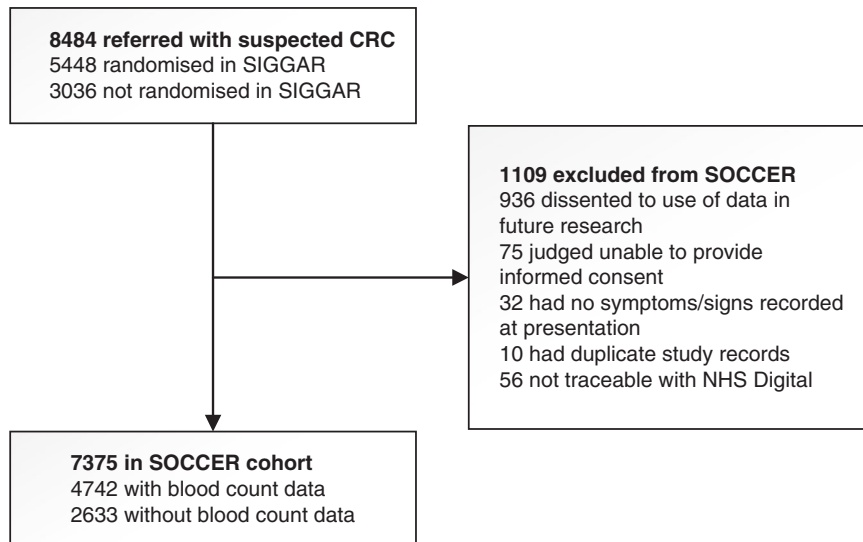 8484 referred with suspected CRC
5448 randomised in SIGGAR
3036 not randomised in SIGGAR
1109 excluded from SOCCER
936 dissented to use of data in
future research
75 judged unable to provide
informed consent
32 had no symptoms/signs recorded
at presentation
10 had duplicate study records
56 not traceable with NHS Digital
7375 in SOCCER cohort
4742 with blood count data
2633 without blood count data